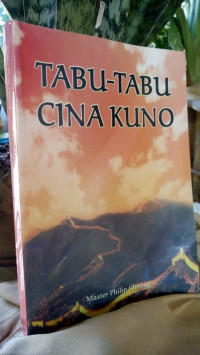 TABU-TABU
CINA KUNO
Master Philip Cheong